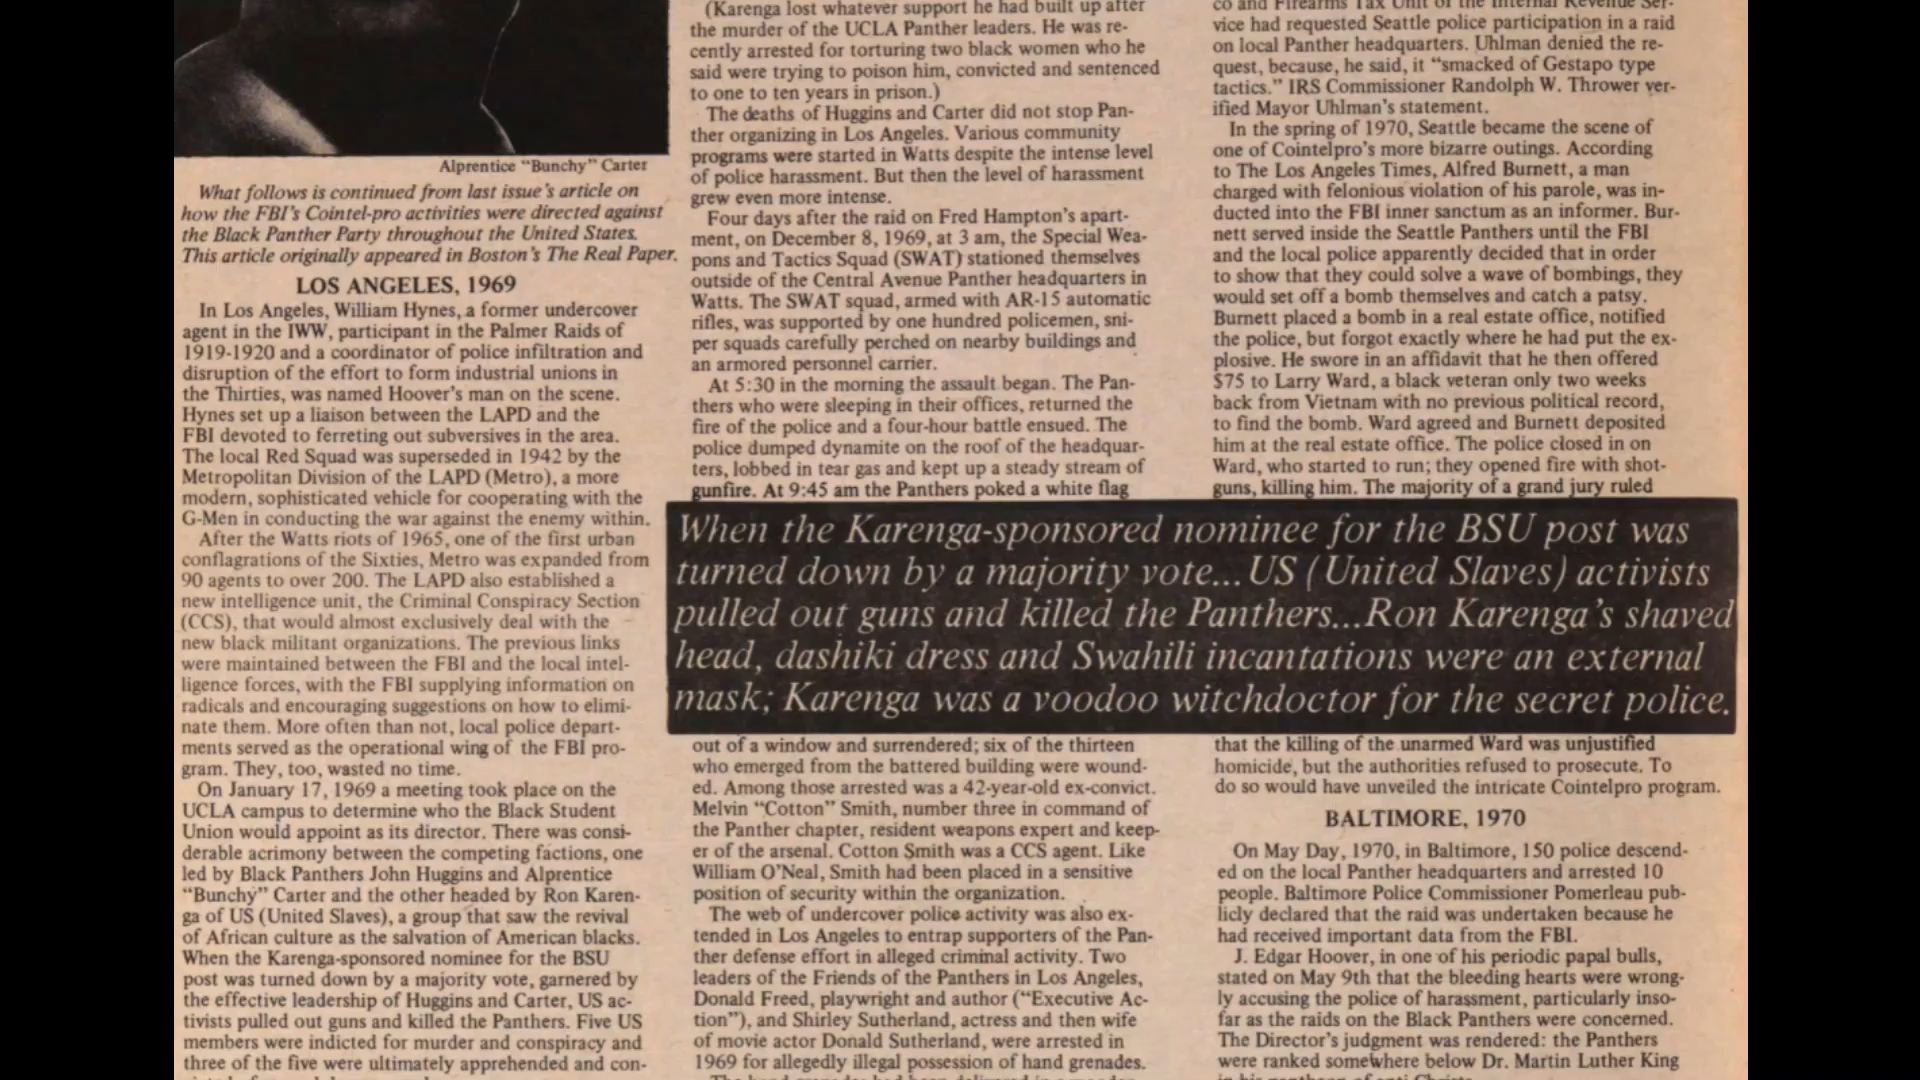 Alprentice "Bunchy" Carter
What follows is continued from last issue's article on
how the FBI's Cointel-pro activities were directed against
the Black Panther Party throughout the United States.
This article originally appeared in Boston's The Real Paper.
LOS ANGELES, 1969
In Los Angeles, William Hynes, a former undercover
agent in the IWW, participant in the Palmer Raids of
1919-1920 and a coordinator of police infiltration and
disruption of the effort to form industrial unions in
the Thirties, was named Hoover's man on the scene.
Hynes set up a liaison between the LAPD and the
FBI devoted to ferreting out subversives in the area.
The local Red Squad was superseded in 1942 by the
Metropolitan Division of the LAPD (Metro), a more
modern, sophisticated vehicle for cooperating with the
G-Men in conducting the war against the enemy within.
After the Watts riots of 1965, one of the first urban
conflagrations of the Sixties, Metro was expanded from
90 agents to over 200. The LAPD also established a
new intelligence unit, the Criminal Conspiracy Section
(CCS), that would almost exclusively deal with the
new black militant organizations. The previous links
were maintained between the FBI and the local intel-
ligence forces, with the FBI supplying information on
radicals and encouraging suggestions on how to elimi-
nate them. More often than not, local police depart-
ments served as the operational wing of the FBI pro-
gram. They, too, wasted no time.
On January 17, 1969 a meeting took place on the
UCLA campus to determine who the Black Student
Union would appoint as its director. There was consi-
derable acrimony between the competing factions, one
led by Black Panthers John Huggins and Alprentice
"Bunchy" Carter and the other headed by Ron Karen-
ga of US (United Slaves), a group that saw the revival
of African culture as the salvation of American blacks.
When the Karenga-sponsored nominee for the BSU
post was turned down by a majority vote, garnered by
the effective leadership of Huggins and Carter, US ac-
tivists pulled out guns and killed the Panthers. Five US
members were indicted for murder and conspiracy and
three of the five were ultimately apprehended and con-
(Karenga lost whatever support he had built up after
the murder of the UCLA Panther leaders. He was re-
cently arrested for torturing two black women who he
said were trying to poison him, convicted and sentenced
to one to ten years in prison.)
The deaths of Huggins and Carter did not stop Pan-
ther organizing in Los Angeles. Various community
programs were started in Watts despite the intense level
of police harassment. But then the level of harassment
grew even more intense.
Four days after the raid on Fred Hampton's apart-
ment, on December 8, 1969, at 3 am, the Special Wea-
pons and Tactics Squad (SWAT) stationed themselves
outside of the Central Avenue Panther headquarters in
Watts. The SWAT squad, armed with AR-15 automatic
rifles, was supported by one hundred policemen, sni-
per squads carefully perched on nearby buildings and
an armored personnel carrier.
At 5:30 in the morning the assault began. The Pan-
thers who were sleeping in their offices, returned the
fire of the police and a four-hour battle ensued. The
police dumped dynamite on the roof of the headquar-
ters, lobbed in tear gas and kept up a steady stream of
gunfire. At 9:45 am the Panthers poked a white flag
When the Karenga-sponsored nominee for the BSU post was
turned down by a majority vote... US (United Slaves) activists
pulled out guns and killed the Panthers...Ron Karenga's shaved
head, dashiki dress and Swahili incantations were an external
mask; Karenga was a voodoo witchdoctor for the secret police.
out of a window and surrendered; six of the thirteen
who emerged from the battered building were wound-
ed. Among those arrested was a 42-year-old ex-convict.
Melvin "Cotton" Smith, number three in command of
the Panther chapter, resident weapons expert and keep-
er of the arsenal. Cotton Smith was a CCS agent. Like
William O'Neal, Smith had been placed in a sensitive
position of security within the organization.
The web of undercover police activity was also ex-
tended in Los Angeles to entrap supporters of the Pan-
ther defense effort in alleged criminal activity. Two
leaders of the Friends of the Panthers in Los Angeles,
Donald Freed, playwright and author ("Executive Ac-
tion"), and Shirley Sutherland, actress and then wife
of movie actor Donald Sutherland, were arrested in
1969 for allegedly illegal possession of hand grenades.
co and Firearms Tax Unit of the Internal Revenue Ser-
vice had requested Seattle police participation in a raid
on local Panther headquarters. Uhlman denied the re-
quest, because, he said, it "smacked of Gestapo type
tactics." IRS Commissioner Randolph W. Thrower ver-
ified Mayor Uhlman's statement.
In the spring of 1970, Seattle became the scene of
one of Cointelpro's more bizarre outings. According
to The Los Angeles Times, Alfred Burnett, a man
charged with felonious violation of his parole, was in-
ducted into the FBI inner sanctum as an informer. Bur-
nett served inside the Seattle Panthers until the FBI
and the local police apparently decided that in order
to show that they could solve a wave of bombings, they
would set off a bomb themselves and catch a patsy.
Burnett placed a bomb in a real estate office, notified
the police, but forgot exactly where he had put the ex-
plosive. He swore in an affidavit that he then offered
$75 to Larry Ward, a black veteran only two weeks
back from Vietnam with no previous political record,
to find the bomb. Ward agreed and Burnett deposited
him at the real estate office. The police closed in on
Ward, who started to run; they opened fire with shot-
guns, killing him. The majority of a grand jury ruled
that the killing of the unarmed Ward was unjustified
homicide, but the authorities refused to prosecute. To
do so would have unveiled the intricate Cointelpro program.
BALTIMORE, 1970
On May Day, 1970, in Baltimore, 150 police descend-
ed on the local Panther headquarters and arrested 10
people. Baltimore Police Commissioner Pomerleau pub-
licly declared that the raid was undertaken because he
had received important data from the FBI.
J. Edgar Hoover, in one of his periodic papal bulls,
stated on May 9th that the bleeding hearts were wrong-
ly accusing the police of harassment, particularly inso-
far as the raids on the Black Panthers were concerned.
The Director's judgment was rendered: the Panthers
were ranked somewhere below Dr. Martin Luther King